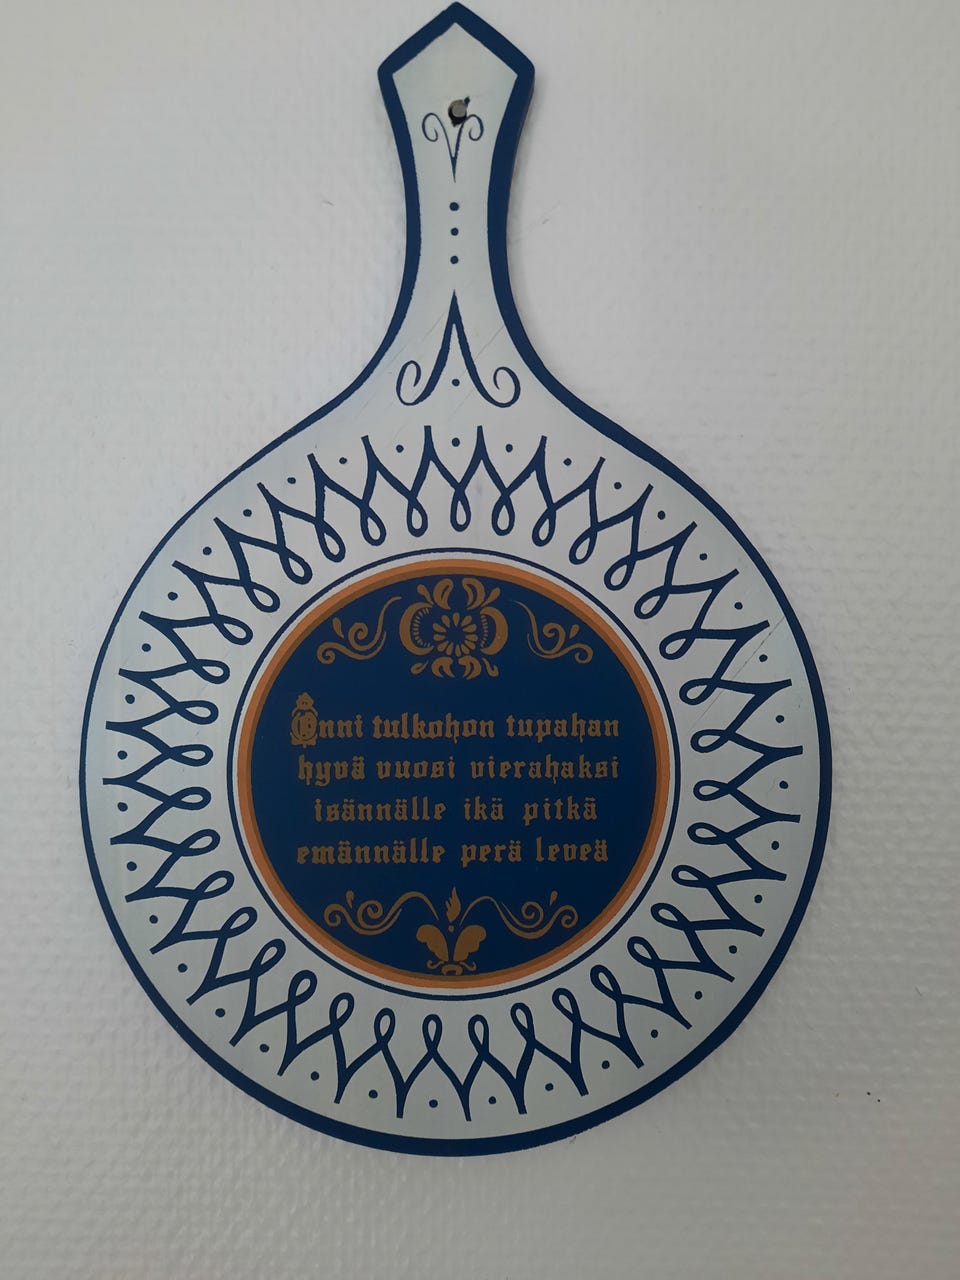 Onni tulkohon tupahan
hyvä vuosi vierahaksi
isännälle ikä pitkä
emännälle perä leveä